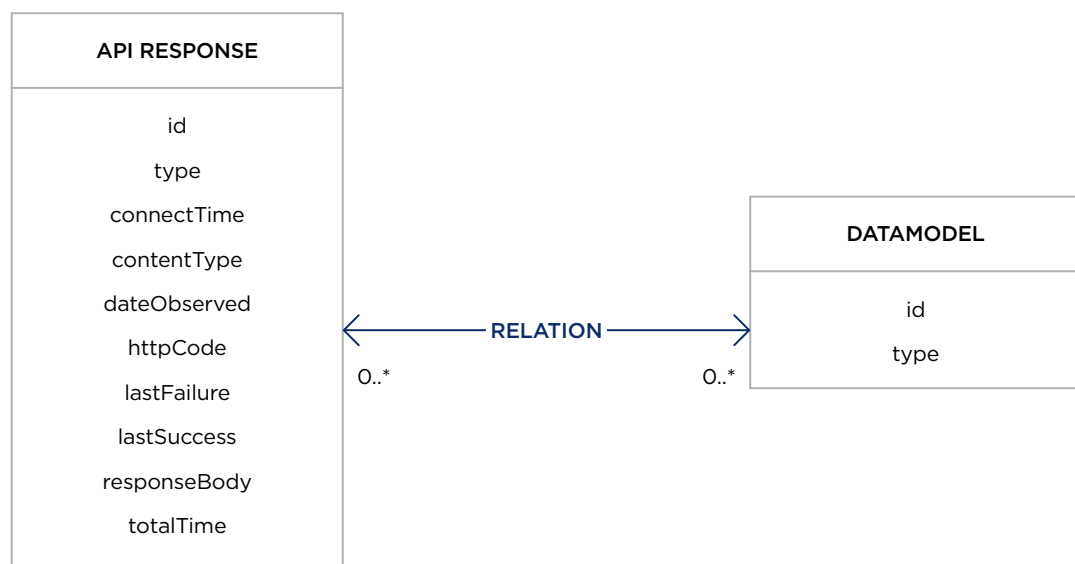 API RESPONSE
id
type
connectTime
contentType
dateObserved
httpCode
lastFailure
lastSuccess
responseBody
totalTime
RELATION
0..*
0..*
DATAMODEL
id
type